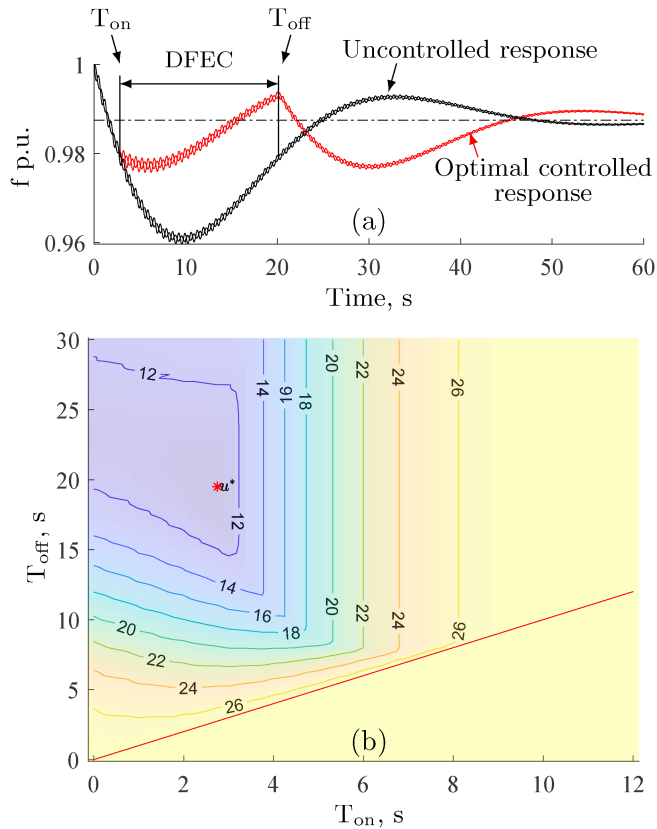 T_on T_off
DFEC
Uncontrolled response
Optimal controlled
response
(a)
f p.u.
1
0.98
0.96
0 10 20 30 40 50 60
Time, s
30
25
20
15
10
5
0
T_off, s
12 14 16 18 20 22 24 26
u*
12
14
16
18
20
22
24
26
20 22 24 26
(b)
0 2 4 6 8 10 12
T_on, s